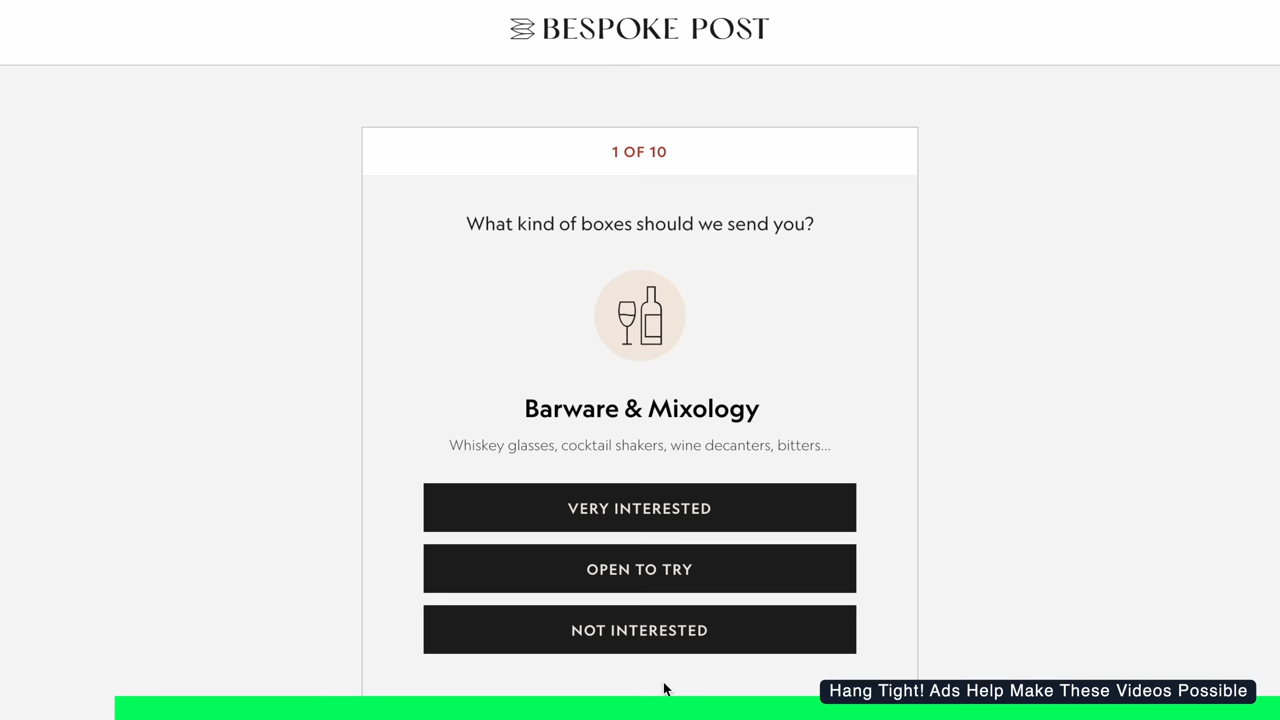 BESPOKE POST
1 OF 10
What kind of boxes should we send you?
Barware & Mixology
Whiskey glasses, cocktail shakers, wine decanters, bitters...
VERY INTERESTED
OPEN TO TRY
NOT INTERESTED
Hang Tight! Ads Help Make These Videos Possible